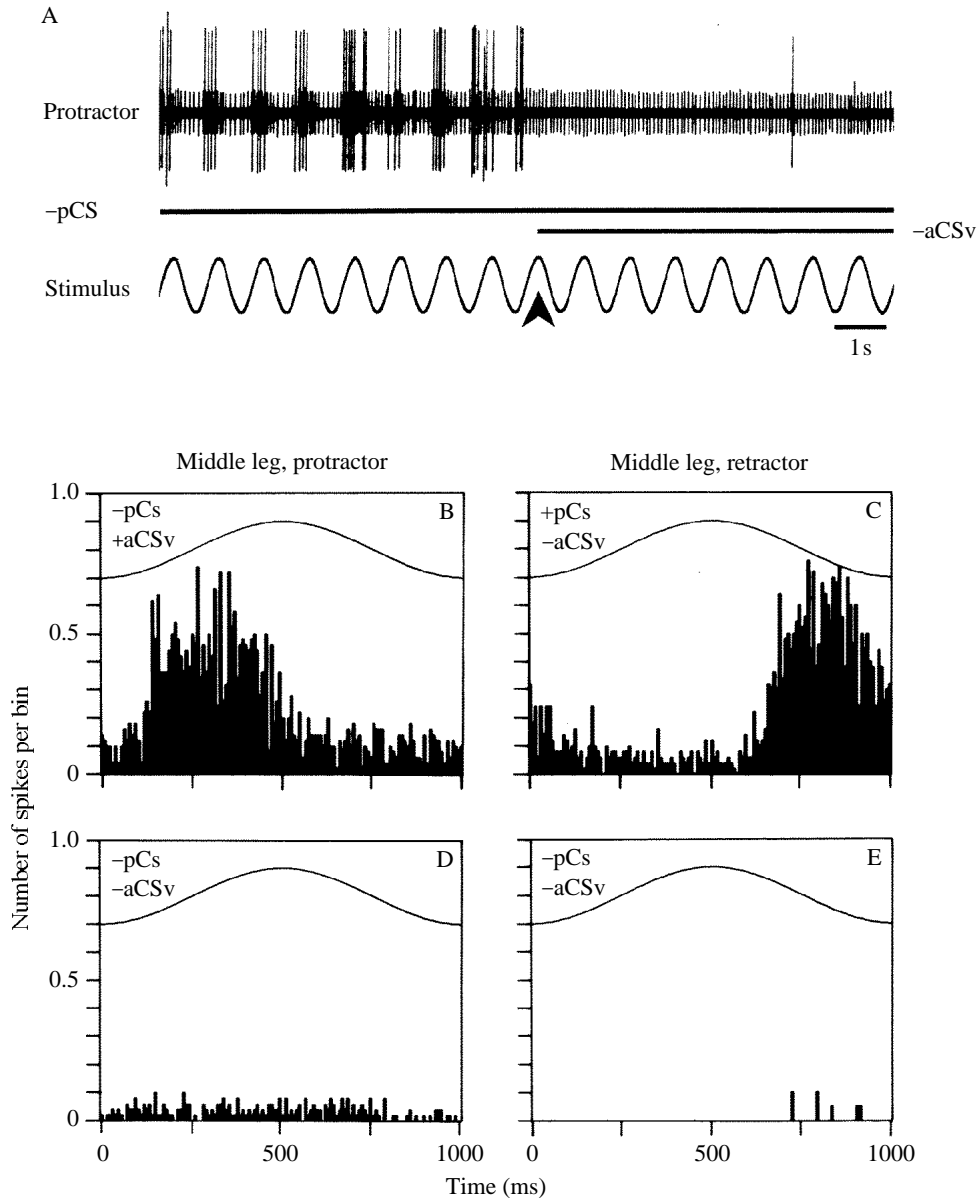 A
Protractor
–pCS
–aCSv
Stimulus
1 s
Middle leg, protractor
Middle leg, retractor
Number of spikes per bin
1.0
0.5
0
–pCs
+aCSv
B
+pCs
–aCSv
C
1.0
0.5
0
–pCs
–aCSv
D
–pCs
–aCSv
E
0
500
1000
0
500
1000
Time (ms)